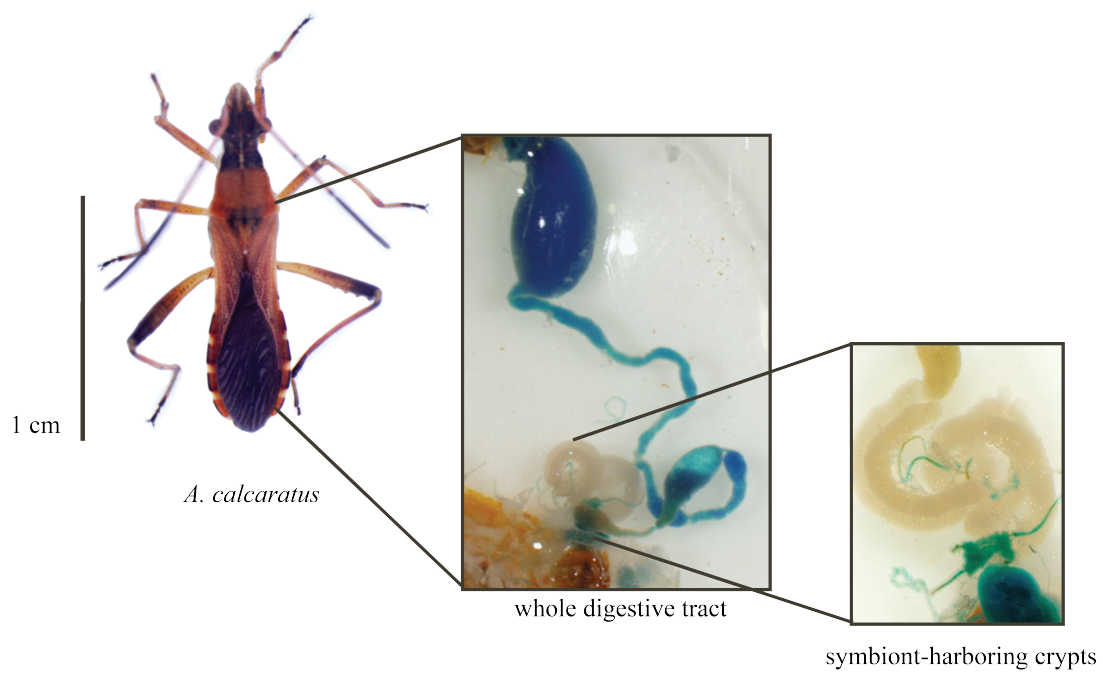 1 cm
A. calcaratus
whole digestive tract
symbiont-harboring crypts